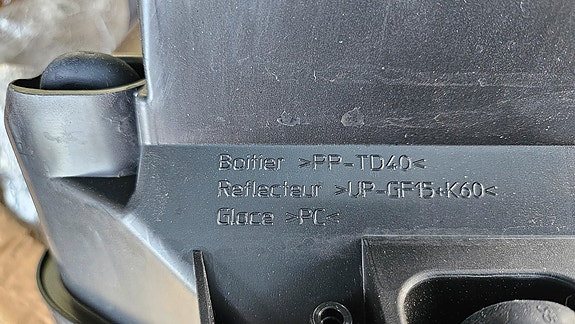 Boitier >PP-TD40<
Reflecteur >UP-GF15+K60<
Glace >PC<